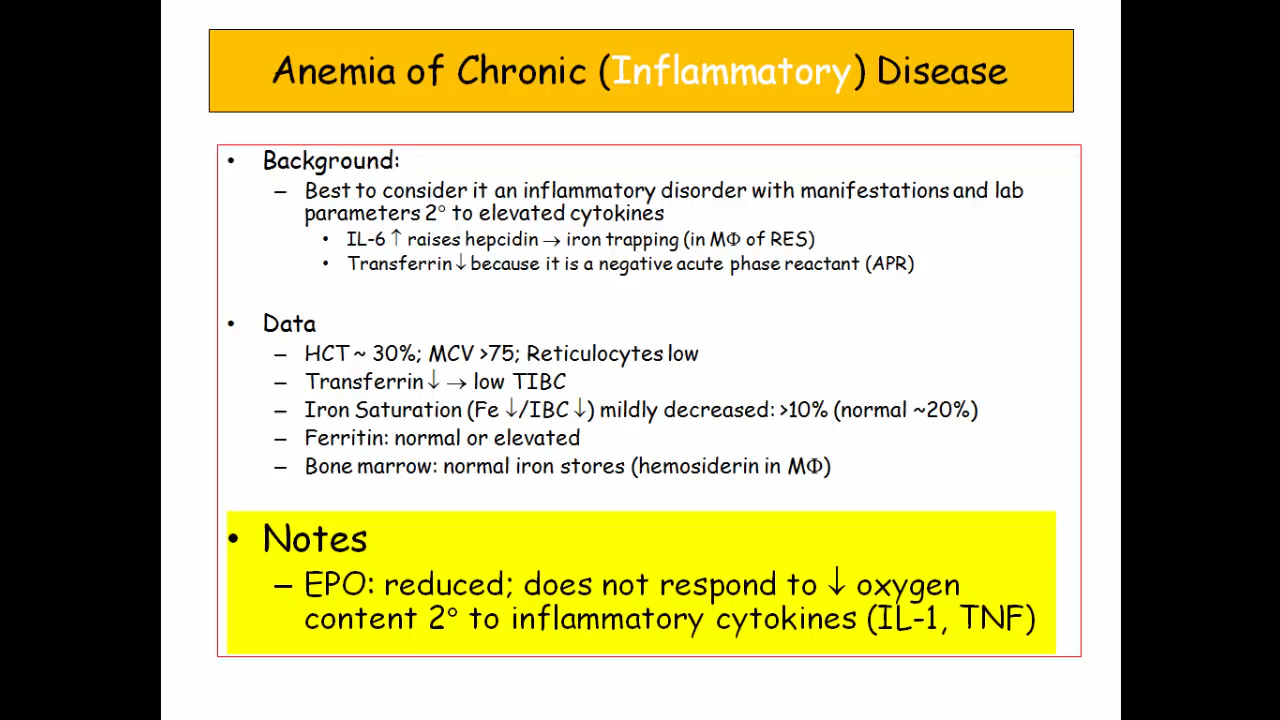 Anemia of Chronic (Inflammatory) Disease
• Background:
– Best to consider it an inflammatory disorder with manifestations and lab
parameters 2° to elevated cytokines
• IL-6 ↑ raises hepcidin → iron trapping (in MΦ of RES)
• Transferrin ↓ because it is a negative acute phase reactant (APR)
• Data
– HCT ~ 30%; MCV >75; Reticulocytes low
– Transferrin ↓ → low TIBC
– Iron Saturation (Fe ↓/IBC ↓) mildly decreased: >10% (normal ~20%)
– Ferritin: normal or elevated
– Bone marrow: normal iron stores (hemosiderin in MΦ)
• Notes
– EPO: reduced; does not respond to ↓ oxygen
content 2° to inflammatory cytokines (IL-1, TNF)